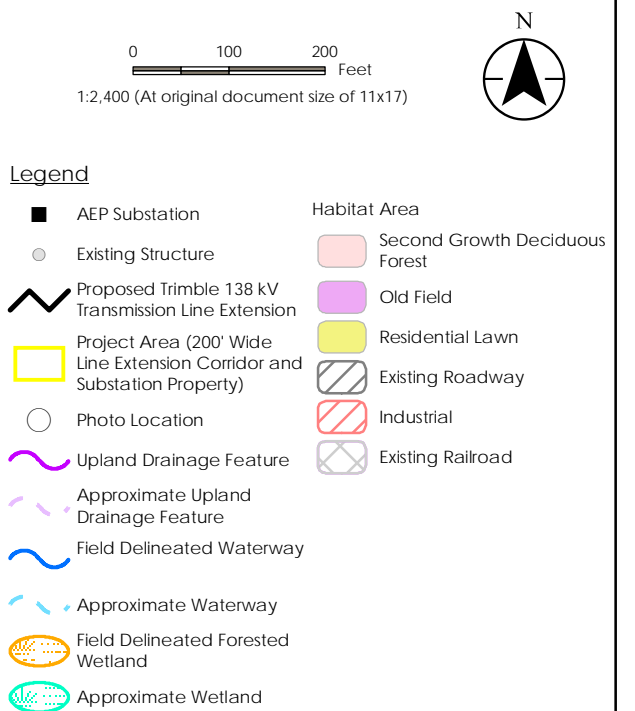 N
0 100 200
Feet
1:2,400 (At original document size of 11x17)
Legend
AEP Substation
Existing Structure
Proposed Trimble 138 kV
Transmission Line Extension
Project Area (200' Wide
Line Extension Corridor and
Substation Property)
Photo Location
Upland Drainage Feature
Approximate Upland
Drainage Feature
Field Delineated Waterway
Approximate Waterway
Field Delineated Forested
Wetland
Approximate Wetland
Habitat Area
Second Growth Deciduous
Forest
Old Field
Residential Lawn
Existing Roadway
Industrial
Existing Railroad